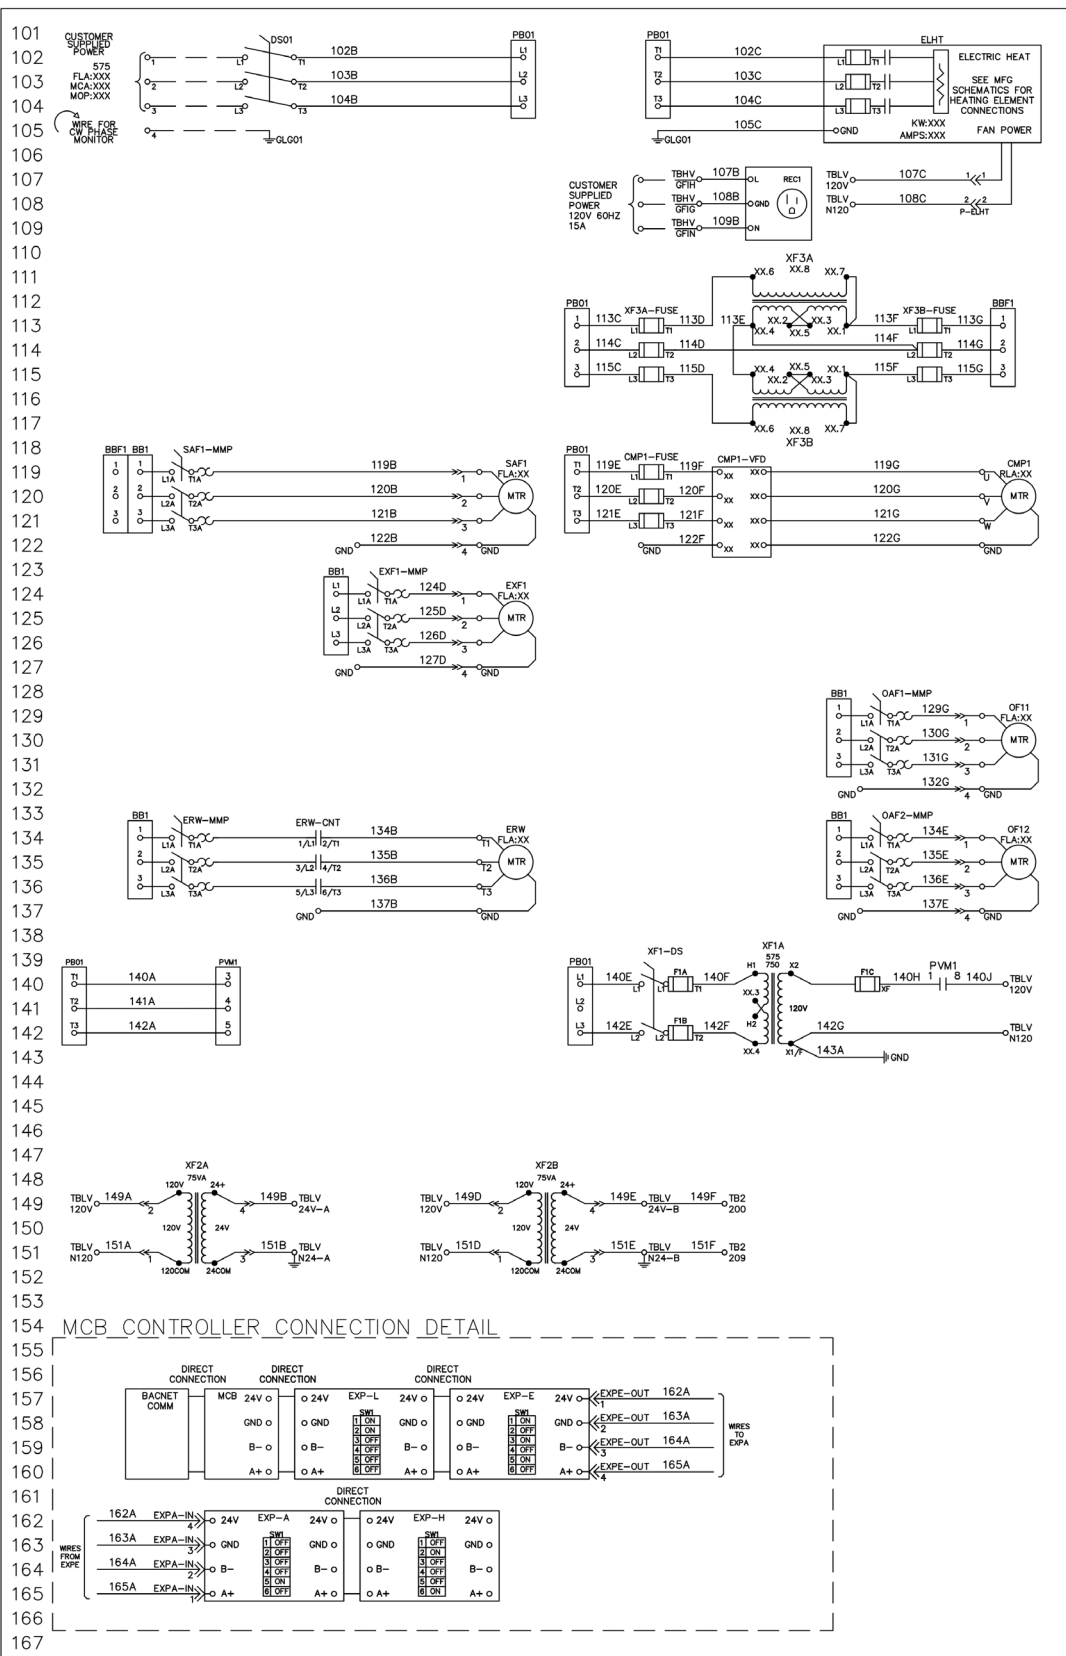 101 CUSTOMER SUPPLIED POWER DS01 PB01 PB01 ELHT
102 1 L1 T1 102B L1 T1 102C L1 T1 ELECTRIC HEAT
575
FLA:XXX
MCA:XXX
MOP:XXX
103 2 L2 T2 103B L2 T2 103C L2 T2
SEE MFG
SCHEMATICS FOR
HEATING ELEMENT
CONNECTIONS
104 3 L3 T3 104B L3 T3 104C L3 T3
KW:XXX
AMPS:XXX
105 WIRE FOR CW PHASE MONITOR 4 GLG01 GLG01 105C GND FAN POWER
106
107 TBHV GFIH 107B L REC1 TBLV 120V 107C 1 1
CUSTOMER
SUPPLIED
POWER
120V 60HZ
15A
108 TBHV GFIG 108B GND TBLV N120 108C 2 2 P-ELHT
109 TBHV GFIN 109B N
110 XF3A
111 XX.6 XX.8 XX.7
112 PB01 XF3A-FUSE XF3B-FUSE BBF1
113 1 113C L1 T1 113D 113E XX.4 XX.2 XX.5 XX.3 XX.1 113F L1 T1 113G 1
114 2 114C L2 T2 114D 114F L2 T2 114G 2
115 3 115C L3 T3 115D XX.4 XX.2 XX.5 XX.3 XX.1 115F L3 T3 115G 3
116
117 XX.6 XX.8 XX.7
XF3B
118 BBF1 BB1 SAF1-MMP SAF1 FLA:XX PB01 CMP1-FUSE CMP1-VFD CMP1 RLA:XX
119 1 1 L1A T1A 119B 1 T1 119E L1 T1 119F XX XX 119G U
120 2 2 L2A T2A 120B 2 MTR T2 120E L2 T2 120F XX XX 120G V MTR
121 3 3 L3A T3A 121B 3 T3 121E L3 T3 121F XX XX 121G W
122 GND 122B 4 GND GND 122F XX XX 122G GND
123 BB1 EXF1-MMP EXF1 FLA:XX
124 L1 L1A T1A 124D 1
125 L2 L2A T2A 125D 2 MTR
126 L3 L3A T3A 126D 3
127 GND 127D 4 GND
128 BB1 OAF1-MMP OF11 FLA:XX
129 1 L1A T1A 129G 1
130 2 L2A T2A 130G 2 MTR
131 3 L3A T3A 131G 3
132 GND 132G 4 GND
133 BB1 ERW-MMP ERW-CNT ERW FLA:XX BB1 OAF2-MMP OF12 FLA:XX
134 1 L1A T1A 1/L1 2/T1 134B T1 1 L1A T1A 134E 1
135 2 L2A T2A 3/L2 4/T2 135B T2 MTR 2 L2A T2A 135E 2 MTR
136 3 L3A T3A 5/L3 6/T3 136B T3 3 L3A T3A 136E 3
137 GND 137B GND GND 137E 4 GND
138
139 PB01 PVM1 PB01 XF1-DS XF1A 575 750 H1 X2
140 T1 140A 3 L1 140E L1 L1 F1A T1 140F F1C XF 140H 1 PVM1 8 140J TBLV 120V
141 T2 141A 4 L2 XX.3 H2 120V
142 T3 142A 5 L3 142E L2 L2 F1B T2 142F 142G TBLV N120
143 XX.4 X1/F 143A GND
144
145
146
147
148 XF2A 75VA 120V 24+ XF2B 75VA 120V 24+
149 TBLV 120V 149A 2 4 149B TBLV 24V-A TBLV 120V 149D 2 4 149E TBLV 24V-B 149F TB2 200
150 120V 24V 120V 24V
151 TBLV N120 151A 1 3 151B TBLV N24-A TBLV N120 151D 1 3 151E TBLV N24-B 151F TB2 209
152 120COM 24COM 120COM 24COM
153
154 MCB CONTROLLER CONNECTION DETAIL
155
156 DIRECT CONNECTION DIRECT CONNECTION DIRECT CONNECTION
157 BACNET COMM MCB 24V 24V EXP-L 24V 24V EXP-E 24V EXPE-OUT 1 162A
158 GND GND GND GND GND EXPE-OUT 2 163A
159 B- B- B- B- B- EXPE-OUT 3 164A
160 A+ A+ A+ A+ A+ EXPE-OUT 4 165A
SW1
1 ON
2 ON
3 OFF
4 OFF
5 OFF
6 OFF
SW1
1 ON
2 OFF
3 ON
4 OFF
5 OFF
6 OFF
WIRES
TO
EXPA
161 DIRECT CONNECTION
162 162A EXPA-IN 4 24V EXP-A 24V 24V EXP-H 24V
163 163A EXPA-IN 3 GND GND GND GND
164 164A EXPA-IN 2 B- B- B- B-
165 165A EXPA-IN 1 A+ A+ A+ A+
WIRES
FROM
EXPE
SW1
1 OFF
2 OFF
3 OFF
4 OFF
5 ON
6 OFF
SW1
1 OFF
2 ON
3 OFF
4 OFF
5 OFF
6 ON
166
167